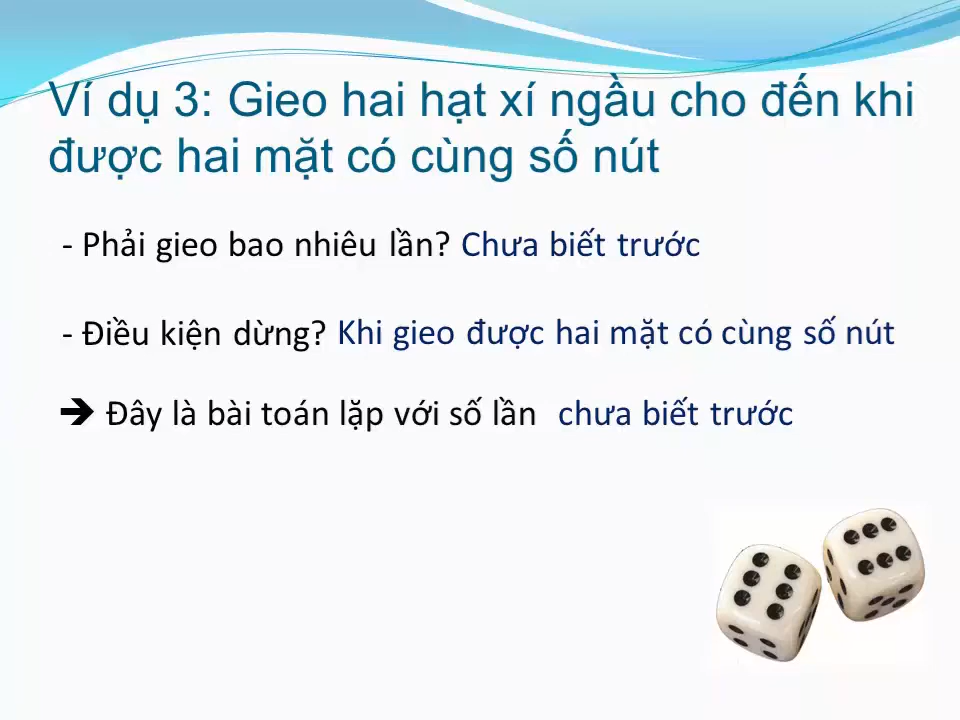 Ví dụ 3: Gieo hai hạt xí ngầu cho đến khi
được hai mặt có cùng số nút
- Phải gieo bao nhiêu lần? Chưa biết trước
- Điều kiện dừng? Khi gieo được hai mặt có cùng số nút
➔ Đây là bài toán lặp với số lần chưa biết trước